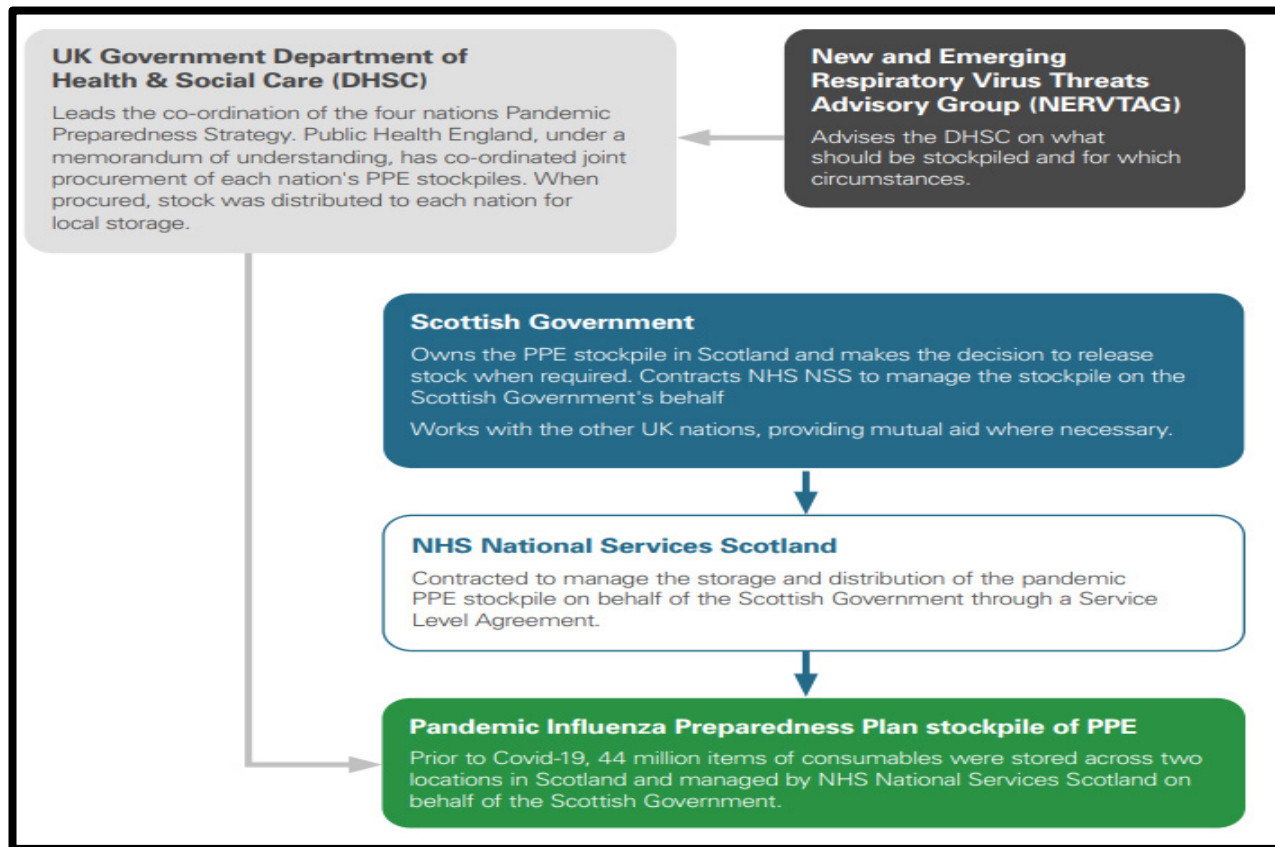 UK Government Department of
Health & Social Care (DHSC)
Leads the co-ordination of the four nations Pandemic
Preparedness Strategy. Public Health England, under a
memorandum of understanding, has co-ordinated joint
procurement of each nation's PPE stockpiles. When
procured, stock was distributed to each nation for
local storage.
New and Emerging
Respiratory Virus Threats
Advisory Group (NERVTAG)
Advises the DHSC on what
should be stockpiled and for which
circumstances.
Scottish Government
Owns the PPE stockpile in Scotland and makes the decision to release
stock when required. Contracts NHS NSS to manage the stockpile on the
Scottish Government's behalf
Works with the other UK nations, providing mutual aid where necessary.
NHS National Services Scotland
Contracted to manage the storage and distribution of the pandemic
PPE stockpile on behalf of the Scottish Government through a Service
Level Agreement.
Pandemic Influenza Preparedness Plan stockpile of PPE
Prior to Covid-19, 44 million items of consumables were stored across two
locations in Scotland and managed by NHS National Services Scotland on
behalf of the Scottish Government.